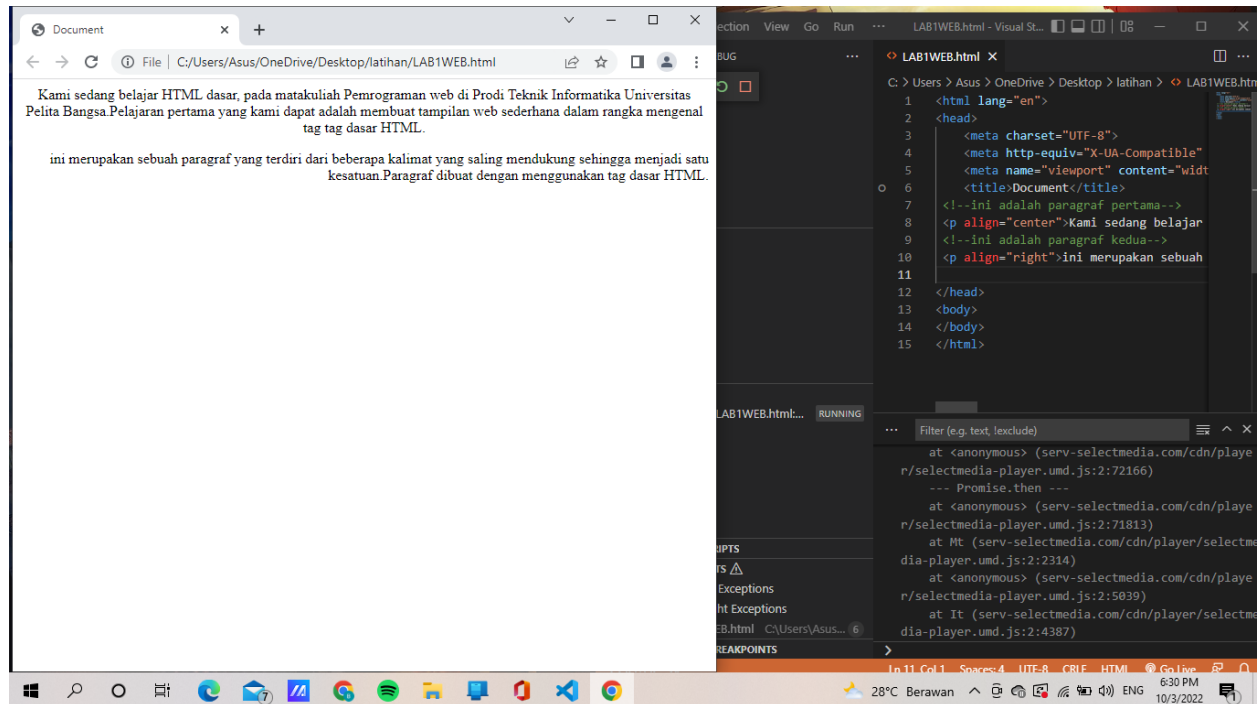 Document
File | C:/Users/Asus/OneDrive/Desktop/latihan/LAB1WEB.html
Kami sedang belajar HTML dasar, pada matakuliah Pemrograman web di Prodi Teknik Informatika Universitas
Pelita Bangsa.Pelajaran pertama yang kami dapat adalah membuat tampilan web sederhana dalam rangka mengenal
tag tag dasar HTML.
ini merupakan sebuah paragraf yang terdiri dari beberapa kalimat yang saling mendukung sehingga menjadi satu
kesatuan.Paragraf dibuat dengan menggunakan tag dasar HTML.
ection View Go Run ··· LAB1WEB.html - Visual St...
BUG ···
LAB1WEB.html:... RUNNING
IPTS
TS
Exceptions
ht Exceptions
EB.html C:\Users\Asus... 6
REAKPOINTS
<> LAB1WEB.html ···
C: > Users > Asus > OneDrive > Desktop > latihan > <> LAB1WEB.htm
1 <html lang="en">
2 <head>
3 <meta charset="UTF-8">
4 <meta http-equiv="X-UA-Compatible"
5 <meta name="viewport" content="widt
6 <title>Document</title>
7 <!--ini adalah paragraf pertama-->
8 <p align="center">Kami sedang belajar
9 <!--ini adalah paragraf kedua-->
10 <p align="right">ini merupakan sebuah
11
12 </head>
13 <body>
14 </body>
15 </html>
··· Filter (e.g. text, !exclude)
at <anonymous> (serv-selectmedia.com/cdn/playe
r/selectmedia-player.umd.js:2:72166)
--- Promise.then ---
at <anonymous> (serv-selectmedia.com/cdn/playe
r/selectmedia-player.umd.js:2:71813)
at Mt (serv-selectmedia.com/cdn/player/selectme
dia-player.umd.js:2:2314)
at <anonymous> (serv-selectmedia.com/cdn/playe
r/selectmedia-player.umd.js:2:5039)
at It (serv-selectmedia.com/cdn/player/selectme
dia-player.umd.js:2:4387)
>
Ln 11, Col 1 Spaces: 4 UTF-8 CRLF HTML Go Live
7
28°C Berawan ENG 6:30 PM
10/3/2022 1